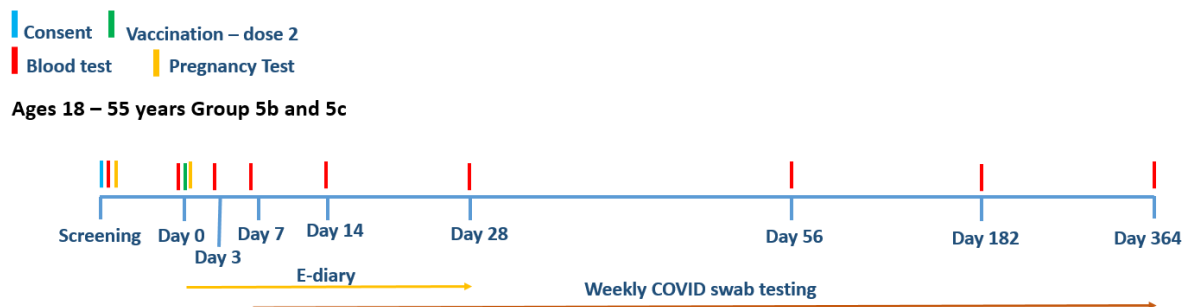 Consent Vaccination – dose 2
Blood test Pregnancy Test
Ages 18 – 55 years Group 5b and 5c
Screening Day 0 Day 3 Day 7 Day 14 Day 28 Day 56 Day 182 Day 364
E-diary
Weekly COVID swab testing